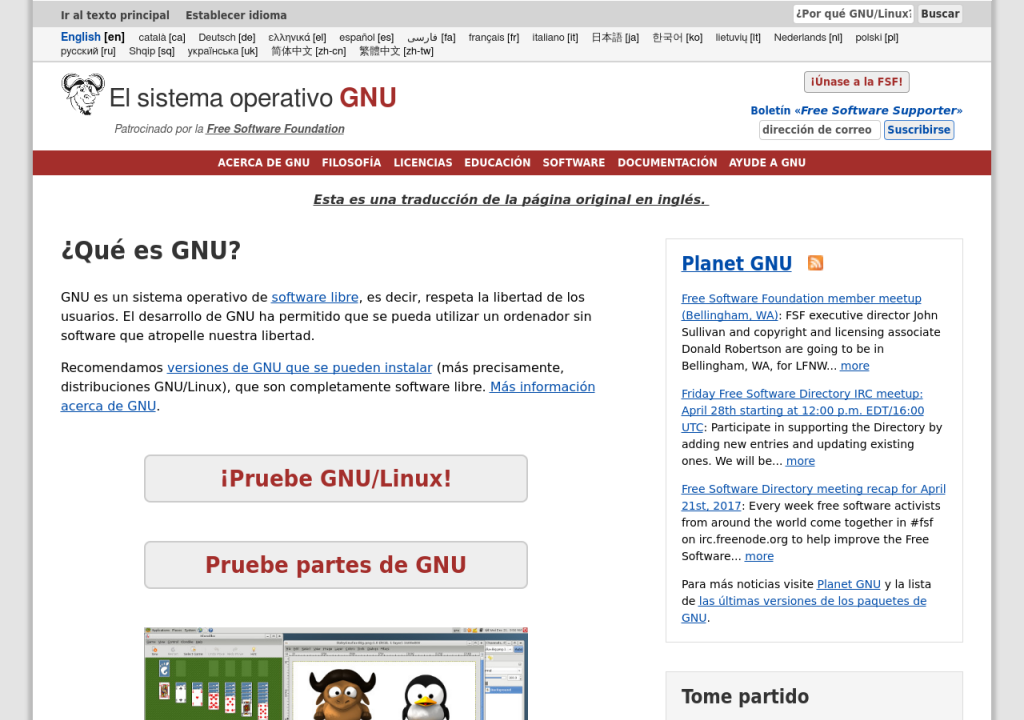 Ir al texto principal Establecer idioma
¿Por qué GNU/Linux? Buscar
English [en] català [ca] Deutsch [de] ελληνικά [el] español [es] فارسی [fa] français [fr] italiano [it] 日本語 [ja] 한국어 [ko] lietuvių [lt] Nederlands [nl] polski [pl]
русский [ru] Shqip [sq] українська [uk] 简体中文 [zh-cn] 繁體中文 [zh-tw]
¡Únase a la FSF!
El sistema operativo GNU
Boletín «Free Software Supporter»
Patrocinado por la Free Software Foundation
dirección de correo Suscribirse
ACERCA DE GNU FILOSOFÍA LICENCIAS EDUCACIÓN SOFTWARE DOCUMENTACIÓN AYUDE A GNU
Esta es una traducción de la página original en inglés.
¿Qué es GNU?
GNU es un sistema operativo de software libre, es decir, respeta la libertad de los
usuarios. El desarrollo de GNU ha permitido que se pueda utilizar un ordenador sin
software que atropelle nuestra libertad.
Recomendamos versiones de GNU que se pueden instalar (más precisamente,
distribuciones GNU/Linux), que son completamente software libre. Más información
acerca de GNU.
¡Pruebe GNU/Linux!
Pruebe partes de GNU
Planet GNU
Free Software Foundation member meetup
(Bellingham, WA): FSF executive director John
Sullivan and copyright and licensing associate
Donald Robertson are going to be in
Bellingham, WA, for LFNW... more
Friday Free Software Directory IRC meetup:
April 28th starting at 12:00 p.m. EDT/16:00
UTC: Participate in supporting the Directory by
adding new entries and updating existing
ones. We will be... more
Free Software Directory meeting recap for April
21st, 2017: Every week free software activists
from around the world come together in #fsf
on irc.freenode.org to help improve the Free
Software... more
Para más noticias visite Planet GNU y la lista
de las últimas versiones de los paquetes de
GNU.
Tome partido